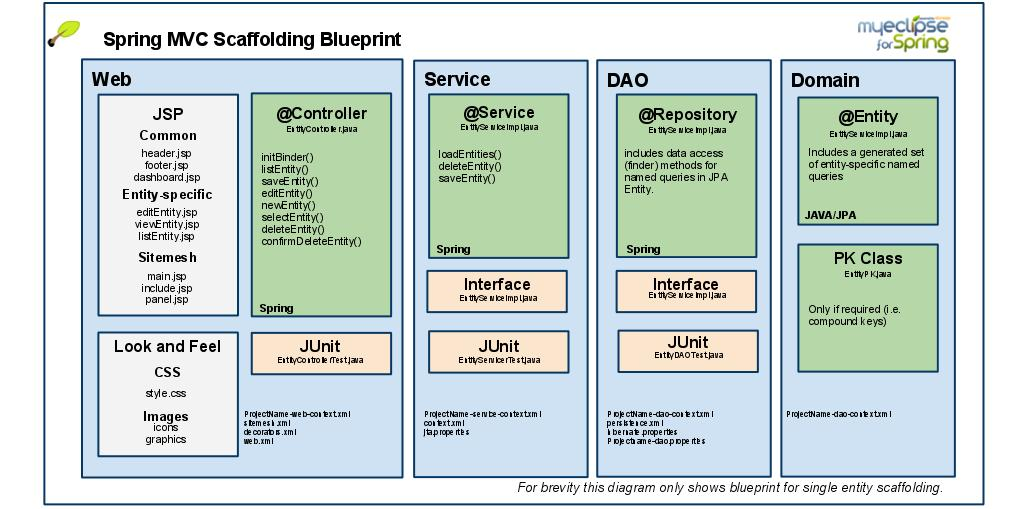 Spring MVC Scaffolding Blueprint
myeclipse
for Spring
Web
JSP
Common
header.jsp
footer.jsp
dashboard.jsp
Entity-specific
editEntity.jsp
viewEntity.jsp
listEntity.jsp
Sitemesh
main.jsp
include.jsp
panel.jsp
@Controller
EntityController.java
initBinder()
listEntity()
saveEntity()
editEntity()
newEntity()
selectEntity()
deleteEntity()
confirmDeleteEntity()
Spring
Look and Feel
CSS
style.css
Images
icons
graphics
JUnit
EntityControllerTest.java
ProjectName-web-context.xml
sitemesh.xml
decorators.xml
web.xml
Service
@Service
EntityServiceImpl.java
loadEntities()
deleteEntity()
saveEntity()
Spring
Interface
EntityServiceImpl.java
JUnit
EntityServicerTest.java
ProjectName-service-context.xml
context.xml
jta.properties
DAO
@Repository
EntityServiceImpl.java
includes data access
(finder) methods for
named queries in JPA
Entity.
Spring
Interface
EntityServiceImpl.java
JUnit
EntityDAOTest.java
ProjectName-dao-context.xml
persistence.xml
hibernate.properties
Projectname-dao.properties
Domain
@Entity
EntityServiceImpl.java
Includes a generated set
of entity-specific named
queries
JAVA/JPA
PK Class
EntityPK.java
Only if required (i.e.
compound keys)
ProjectName-dao-context.xml
For brevity this diagram only shows blueprint for single entity scaffolding.